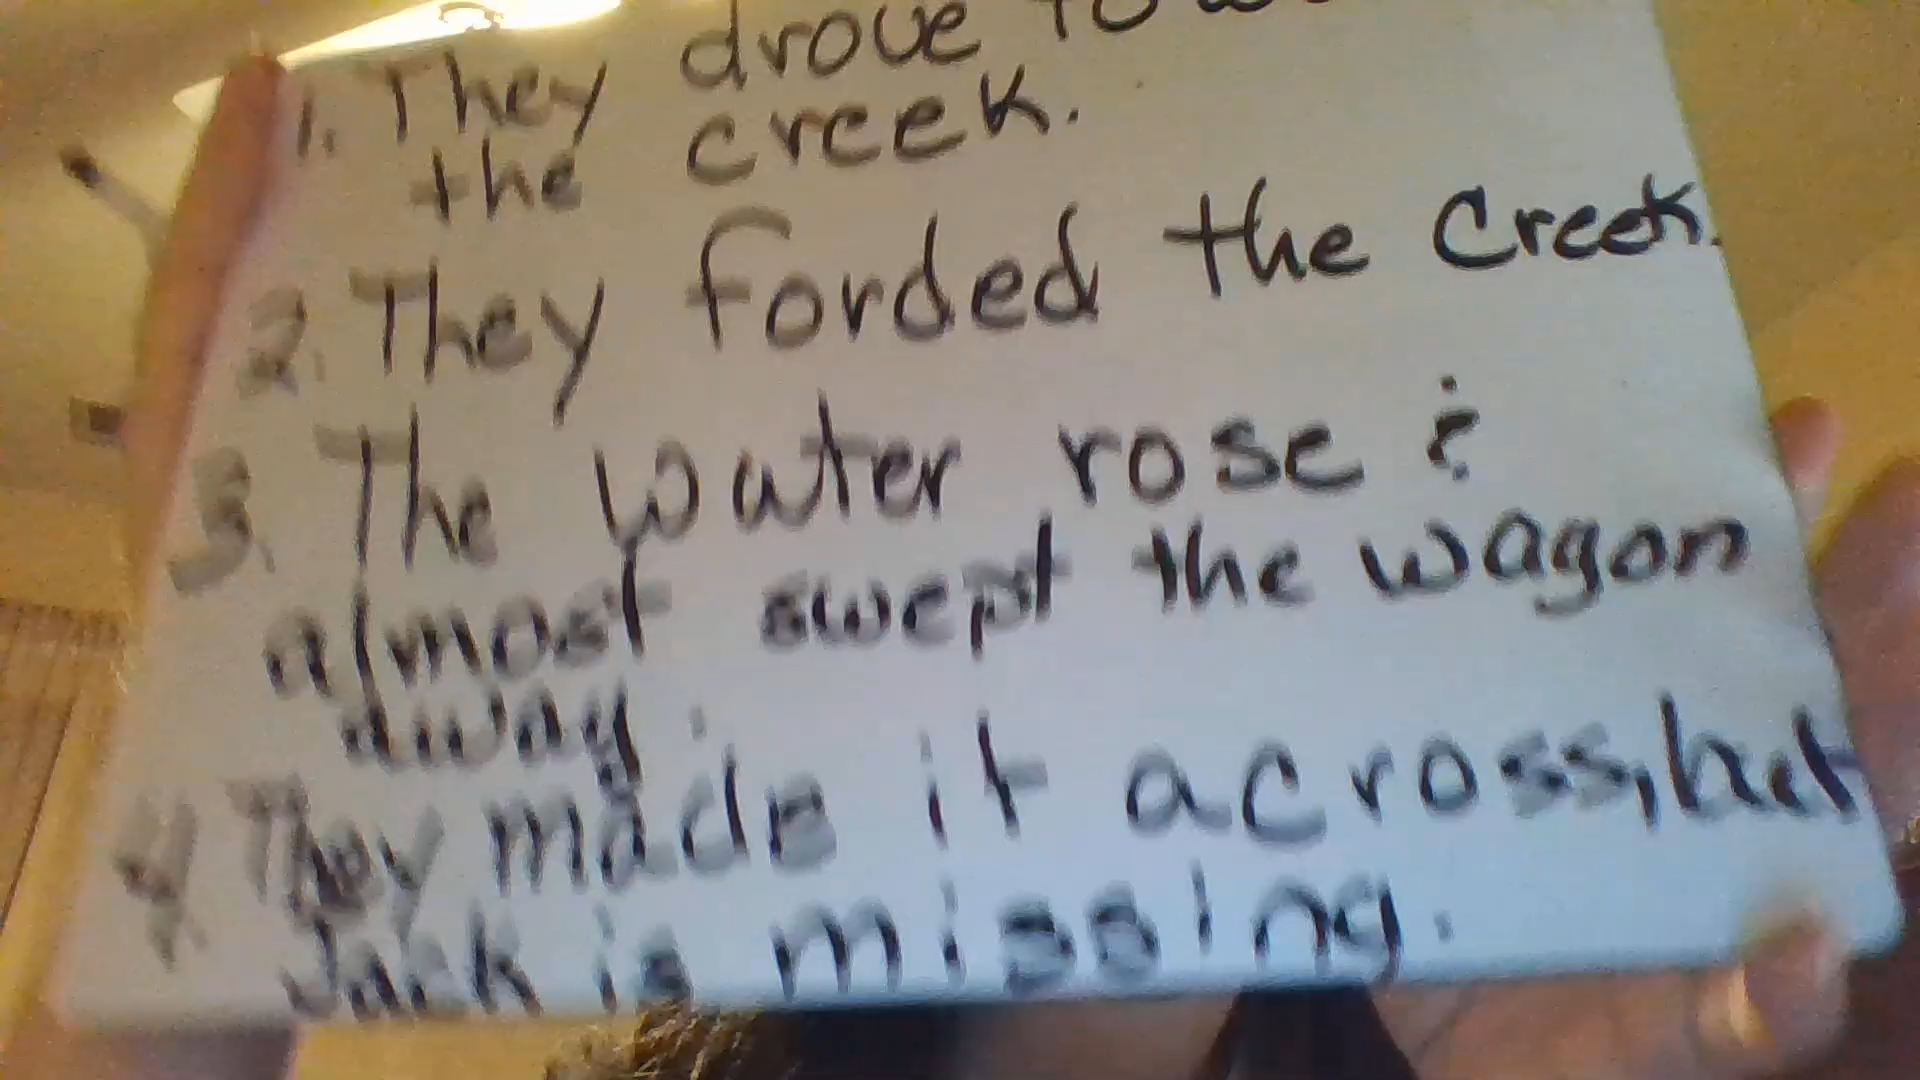 1. They drove to
the creek.
2. They forded the Creek.
3. The water rose &
almost swept the wagon
away.
4. They made it across, but
Jack is missing.